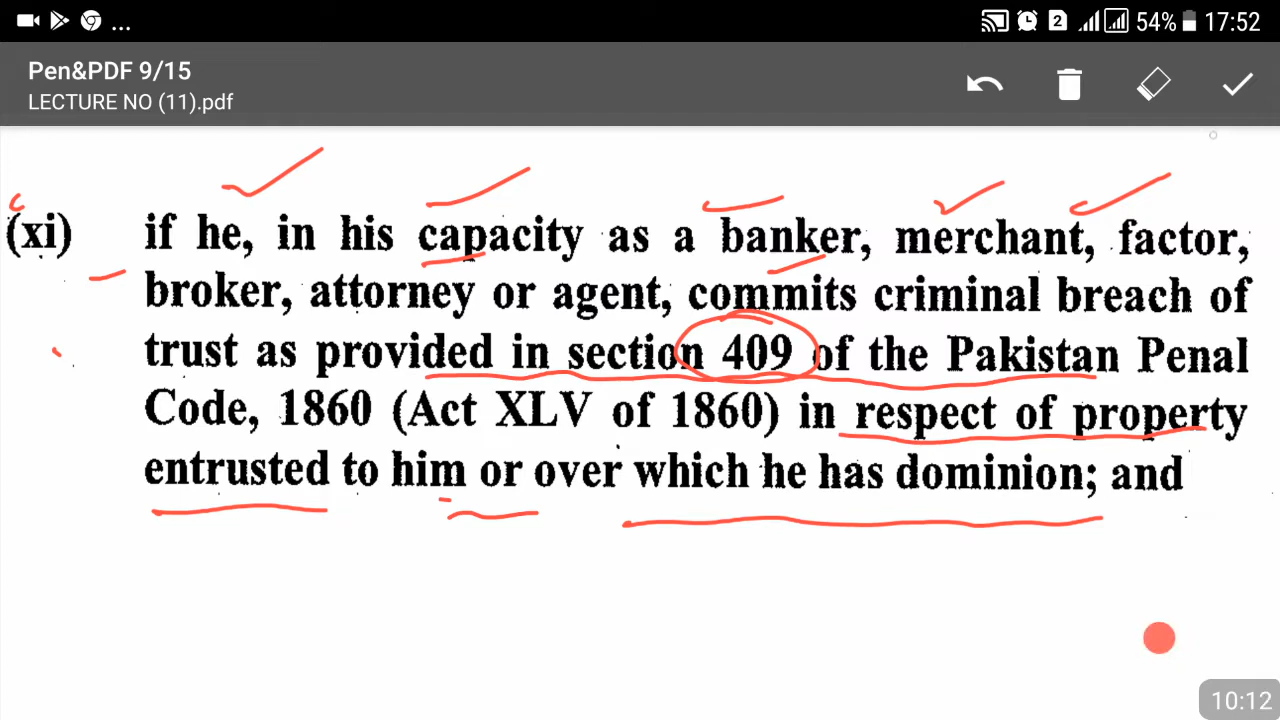 ... 2 54% 17:52
Pen&PDF 9/15
LECTURE NO (11).pdf
(xi) if he, in his capacity as a banker, merchant, factor,
broker, attorney or agent, commits criminal breach of
trust as provided in section 409 of the Pakistan Penal
Code, 1860 (Act XLV of 1860) in respect of property
entrusted to him or over which he has dominion; and
10:12